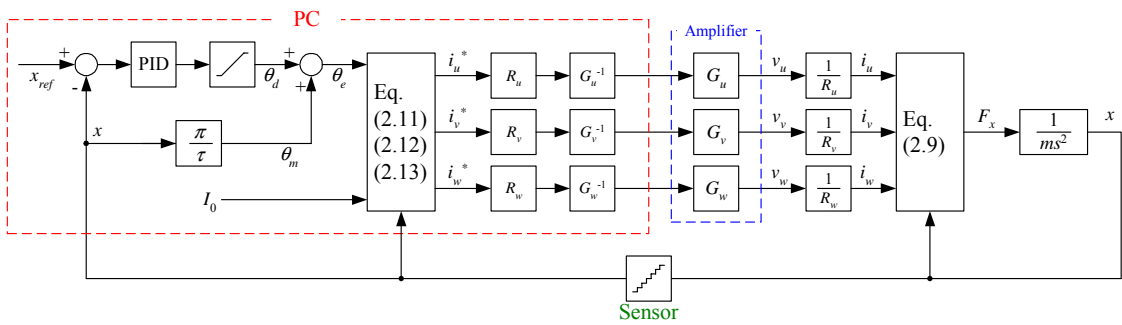 PC
Amplifier
+
x_ref
-
PID
θ_d
+
+
θ_e
x
π/τ
θ_m
I_0
Eq.
(2.11)
(2.12)
(2.13)
i_u*
R_u
G_u^-1
G_u
v_u
1/R_u
i_u
i_v*
R_v
G_v^-1
G_v
v_v
1/R_v
i_v
i_w*
R_w
G_w^-1
G_w
v_w
1/R_w
i_w
Eq.
(2.9)
F_x
1/ms²
x
Sensor